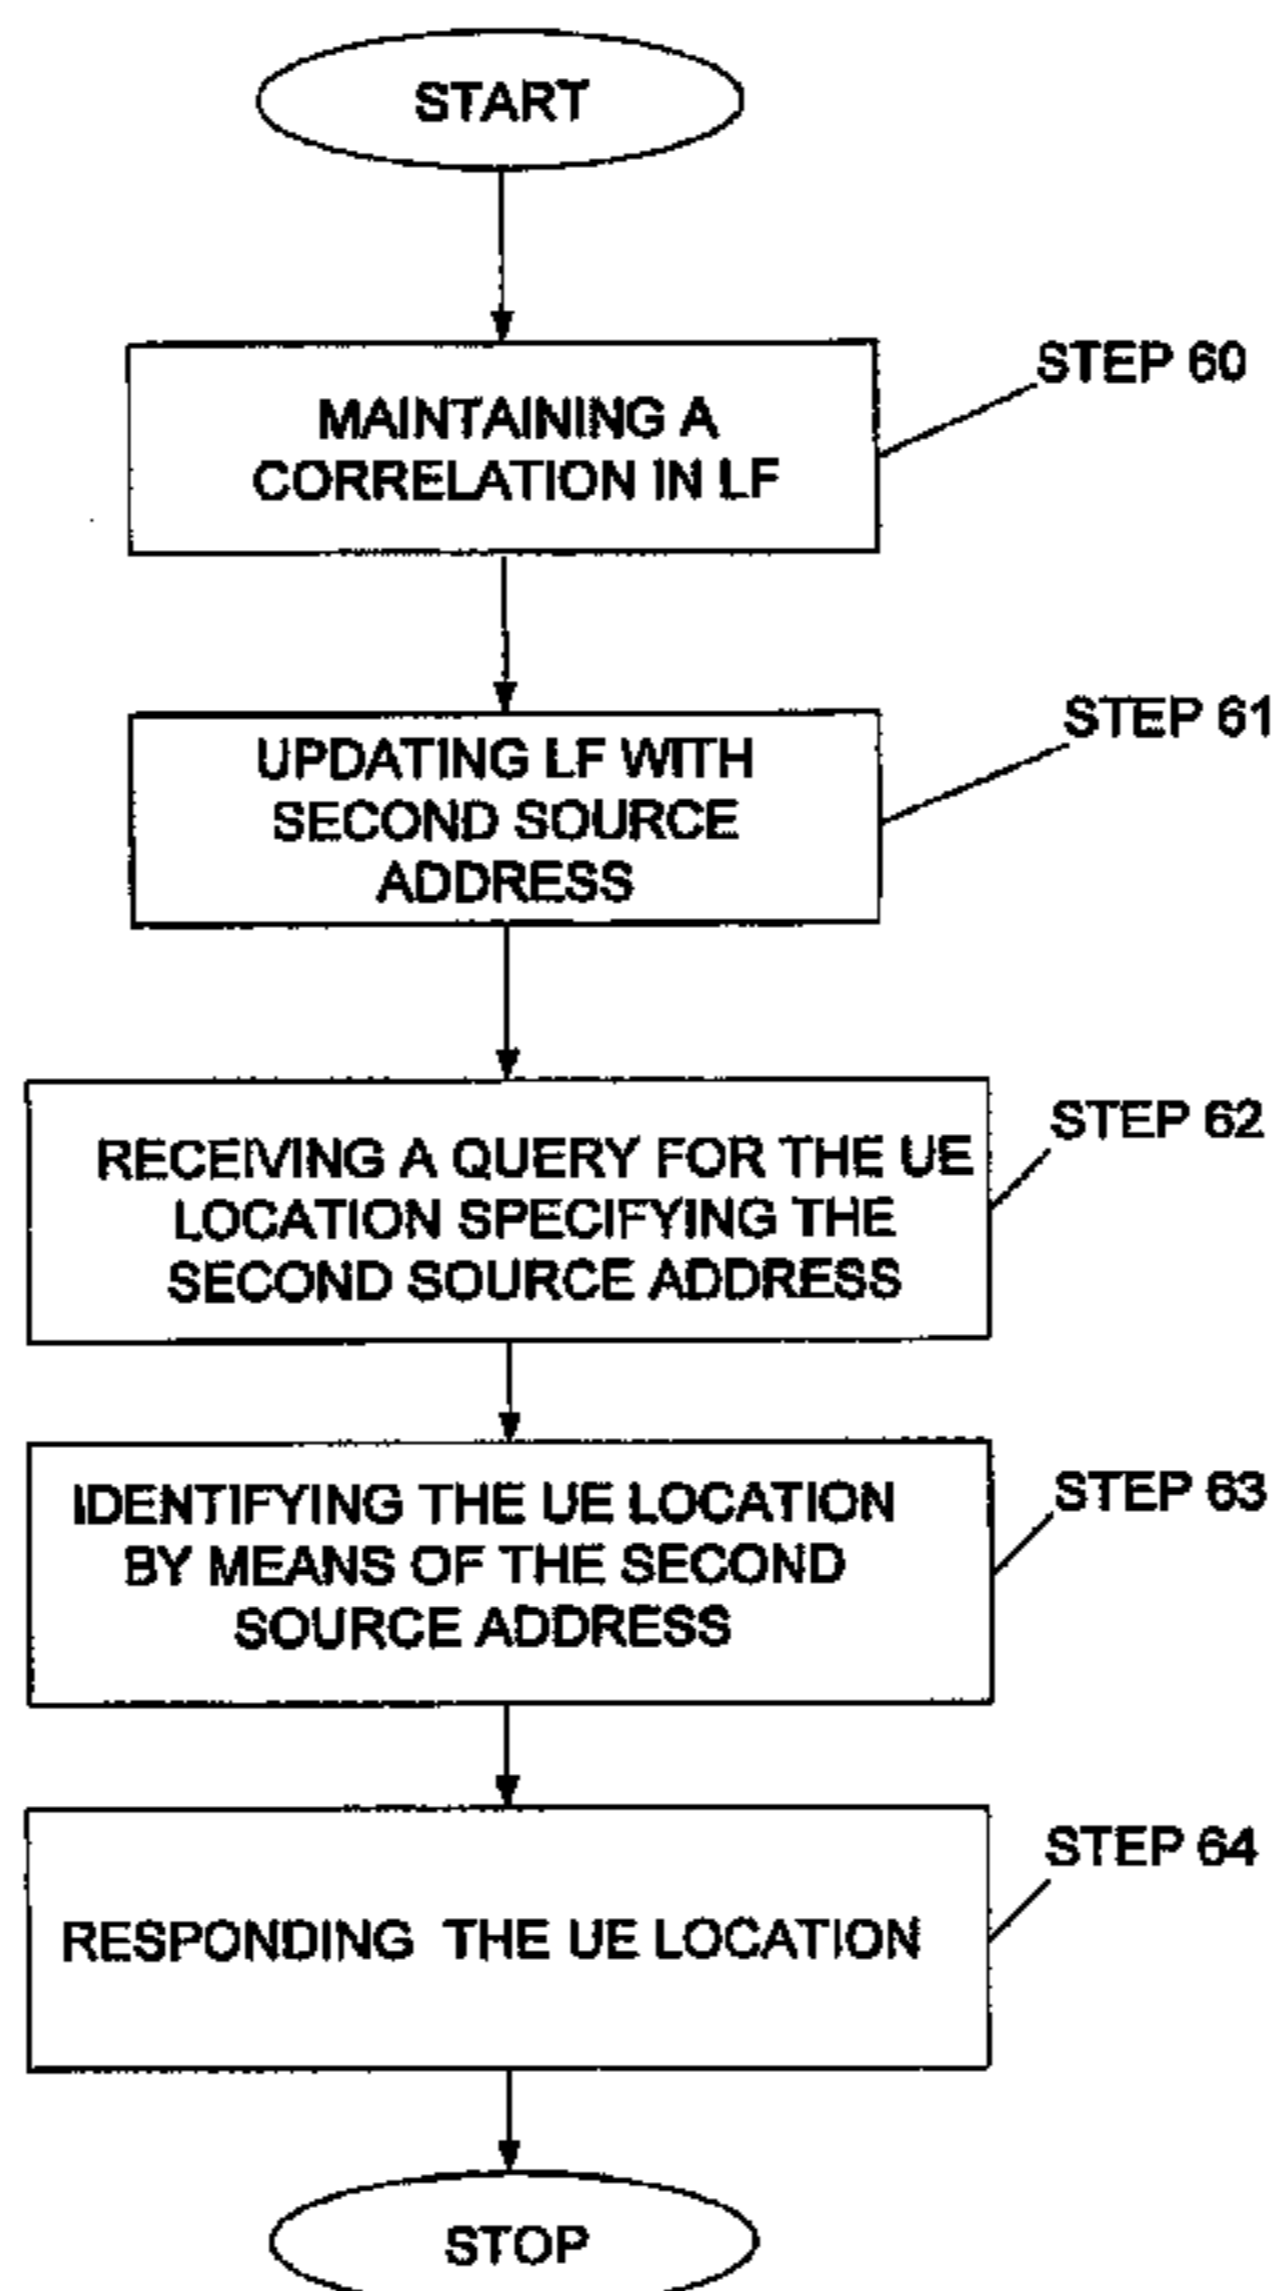 START
STEP 60
MAINTAINING A
CORRELATION IN LF
STEP 61
UPDATING LF WITH
SECOND SOURCE
ADDRESS
STEP 62
RECEIVING A QUERY FOR THE UE
LOCATION SPECIFYING THE
SECOND SOURCE ADDRESS
STEP 63
IDENTIFYING THE UE LOCATION
BY MEANS OF THE SECOND
SOURCE ADDRESS
STEP 64
RESPONDING THE UE LOCATION
STOP